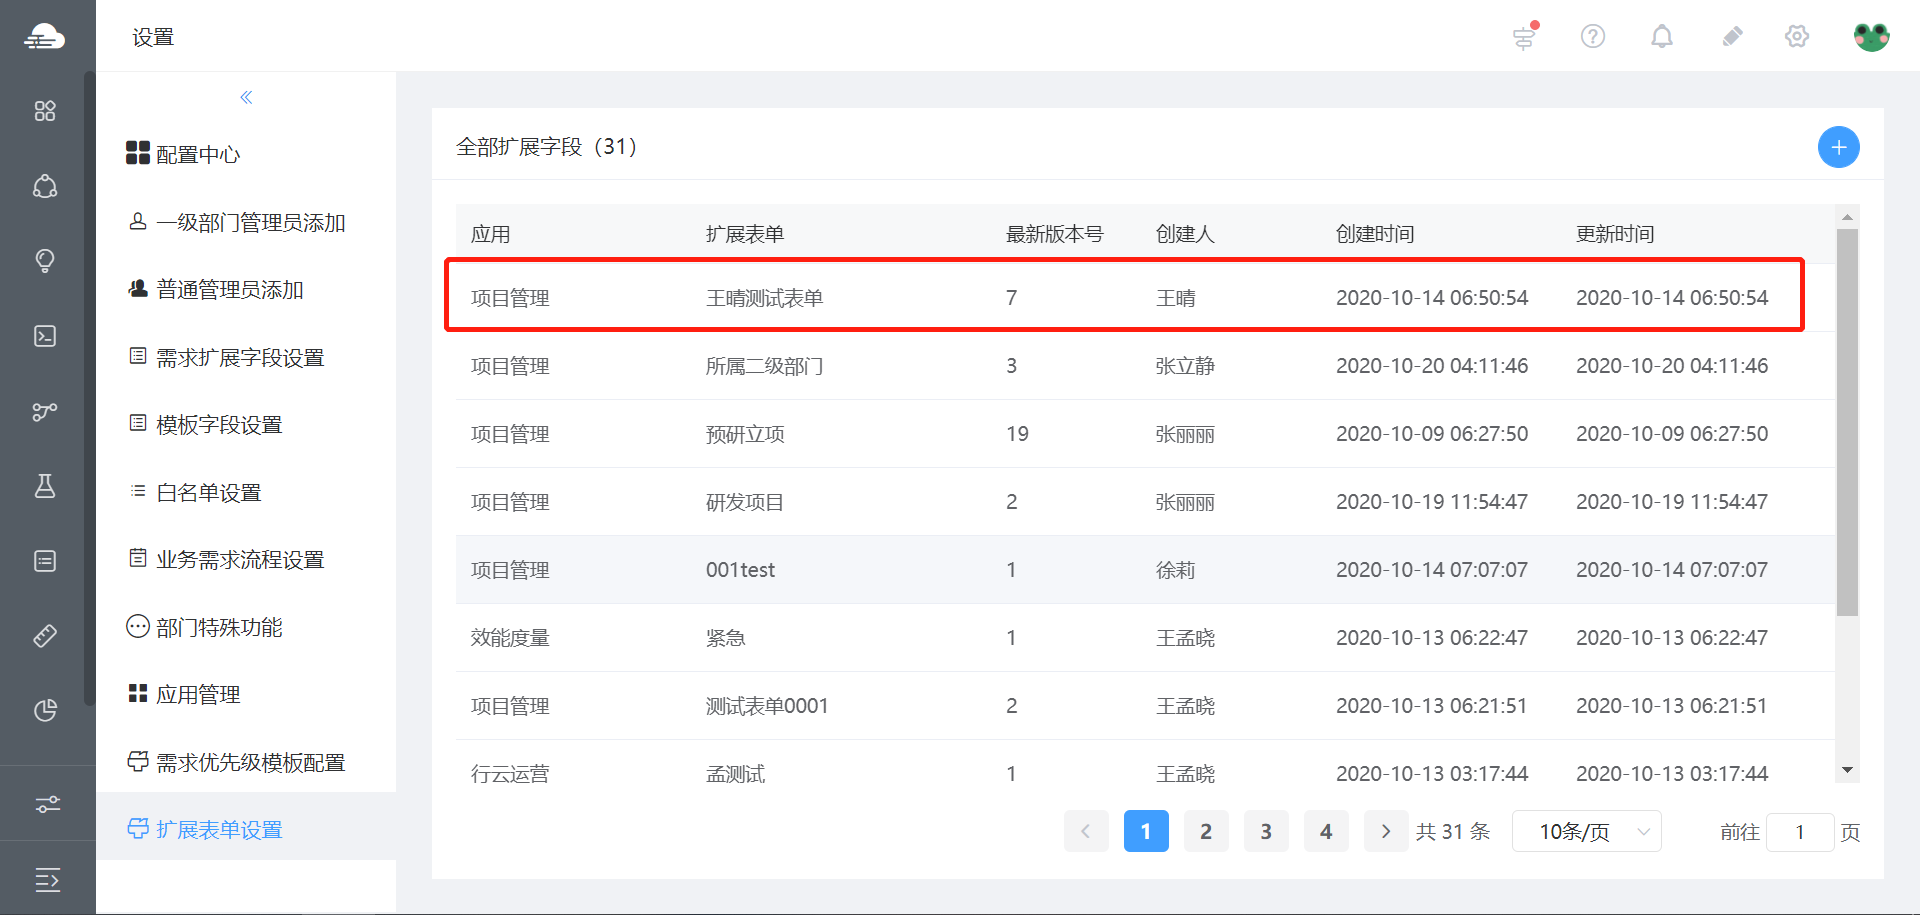 设置
配置中心
一级部门管理员添加
普通管理员添加
需求扩展字段设置
模板字段设置
白名单设置
业务需求流程设置
部门特殊功能
应用管理
需求优先级模板配置
扩展表单设置
全部扩展字段（31）
应用 扩展表单 最新版本号 创建人 创建时间 更新时间
项目管理 王晴测试表单 7 王晴 2020-10-14 06:50:54 2020-10-14 06:50:54
项目管理 所属二级部门 3 张立静 2020-10-20 04:11:46 2020-10-20 04:11:46
项目管理 预研立项 19 张丽丽 2020-10-09 06:27:50 2020-10-09 06:27:50
项目管理 研发项目 2 张丽丽 2020-10-19 11:54:47 2020-10-19 11:54:47
项目管理 001test 1 徐莉 2020-10-14 07:07:07 2020-10-14 07:07:07
效能度量 紧急 1 王孟晓 2020-10-13 06:22:47 2020-10-13 06:22:47
项目管理 测试表单0001 2 王孟晓 2020-10-13 06:21:51 2020-10-13 06:21:51
行云运营 孟测试 1 王孟晓 2020-10-13 03:17:44 2020-10-13 03:17:44
1 2 3 4 共 31 条 10条/页 前往 1 页